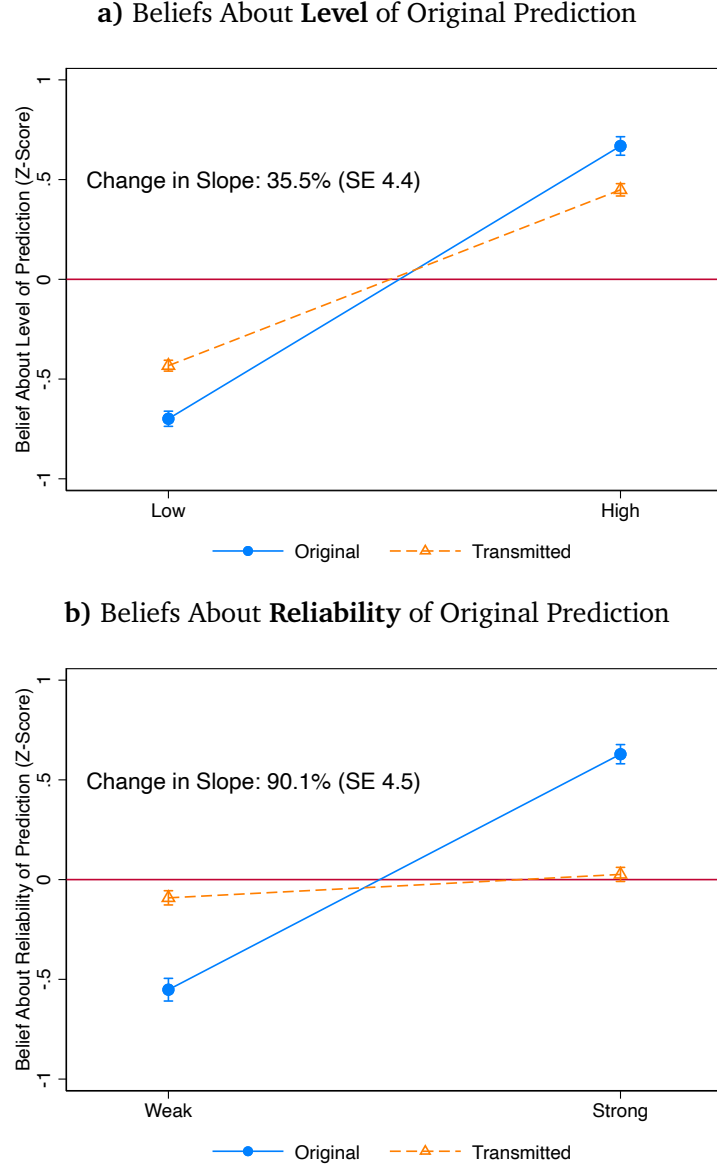 a) Beliefs About Level of Original Prediction
Belief About Level of Prediction (Z-Score)
1
.5
0
-.5
-1
Change in Slope: 35.5% (SE 4.4)
Low
High
Original
Transmitted
b) Beliefs About Reliability of Original Prediction
Belief About Reliability of Prediction (Z-Score)
1
.5
0
-.5
-1
Change in Slope: 90.1% (SE 4.5)
Weak
Strong
Original
Transmitted